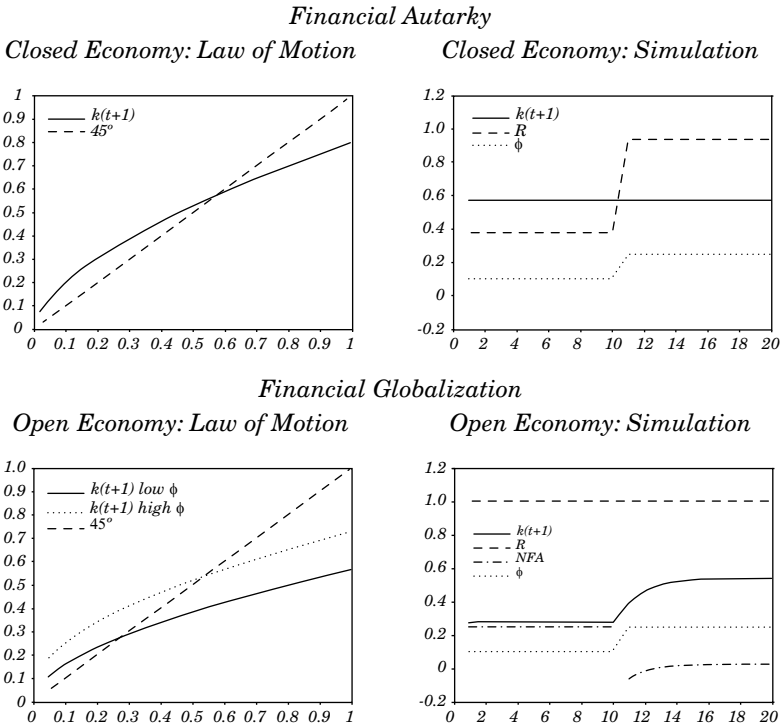 Financial Autarky
Closed Economy: Law of Motion
1
0.9
0.8
0.7
0.6
0.5
0.4
0.3
0.2
0.1
0
k(t+1)
45º
0 0.1 0.2 0.3 0.4 0.5 0.6 0.7 0.8 0.9 1
Closed Economy: Simulation
1.2
1.0
0.8
0.6
0.4
0.2
0
-0.2
k(t+1)
R
ϕ
0 2 4 6 8 10 12 14 16 18 20
Financial Globalization
Open Economy: Law of Motion
1.0
0.9
0.8
0.7
0.6
0.5
0.4
0.3
0.2
0.1
0
k(t+1) low ϕ
k(t+1) high ϕ
45º
0 0.1 0.2 0.3 0.4 0.5 0.6 0.7 0.8 0.9 1
Open Economy: Simulation
1.2
1.0
0.8
0.6
0.4
0.2
0
-0.2
k(t+1)
R
NFA
ϕ
0 2 4 6 8 10 12 14 16 18 20